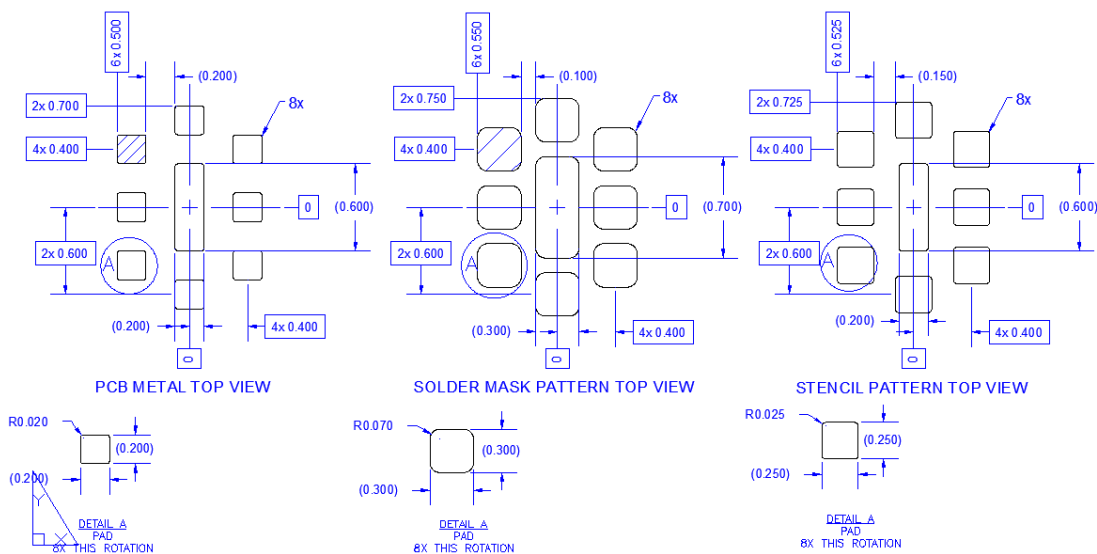 6x 0.500
(0.200)
2x 0.700
4x 0.400
8x
0
(0.600)
2x 0.600
A
(0.200)
4x 0.400
0
PCB METAL TOP VIEW
6x 0.550
(0.100)
2x 0.750
4x 0.400
8x
0
(0.700)
2x 0.600
A
(0.300)
4x 0.400
0
SOLDER MASK PATTERN TOP VIEW
6x 0.525
(0.150)
2x 0.725
4x 0.400
8x
0
(0.600)
2x 0.600
A
(0.200)
4x 0.400
0
STENCIL PATTERN TOP VIEW
R0.020
(0.200)
(0.200)
Y
X
DETAIL A
PAD
8X THIS ROTATION
R0.070
(0.300)
(0.300)
DETAIL A
PAD
8X THIS ROTATION
R0.025
(0.250)
(0.250)
DETAIL A
PAD
8X THIS ROTATION